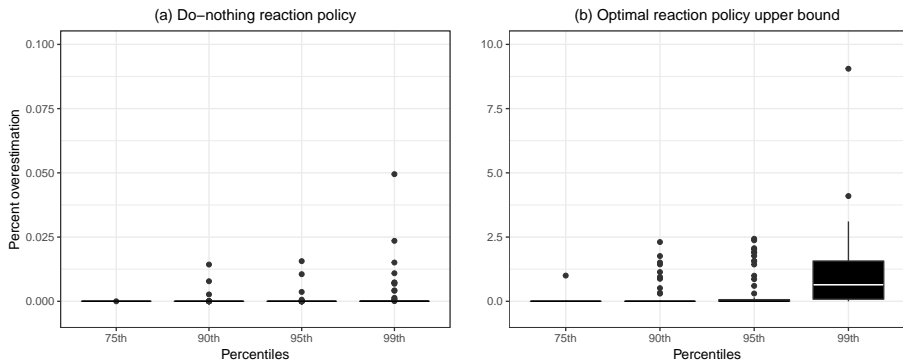 (a) Do−nothing reaction policy
(b) Optimal reaction policy upper bound
Percent overestimation
0.100
0.075
0.050
0.025
0.000
75th 90th 95th 99th
Percentiles
10.0
7.5
5.0
2.5
0.0
75th 90th 95th 99th
Percentiles